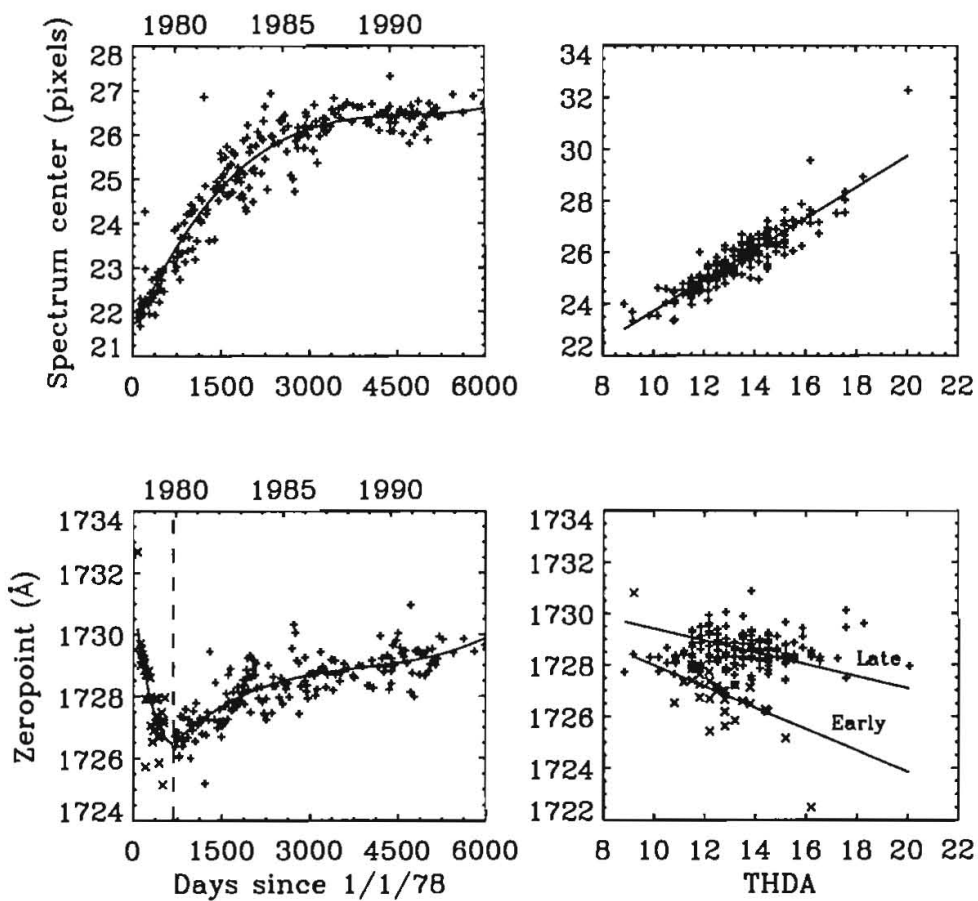 1980 1985 1990
Spectrum center (pixels)
28
27
26
25
24
23
22
21
0 1500 3000 4500 6000
34
32
30
28
26
24
22
8 10 12 14 16 18 20 22
1980 1985 1990
Zeropoint (Å)
1734
1732
1730
1728
1726
1724
0 1500 3000 4500 6000
Days since 1/1/78
1734
1732
1730
1728
1726
1724
1722
Late
Early
8 10 12 14 16 18 20 22
THDA